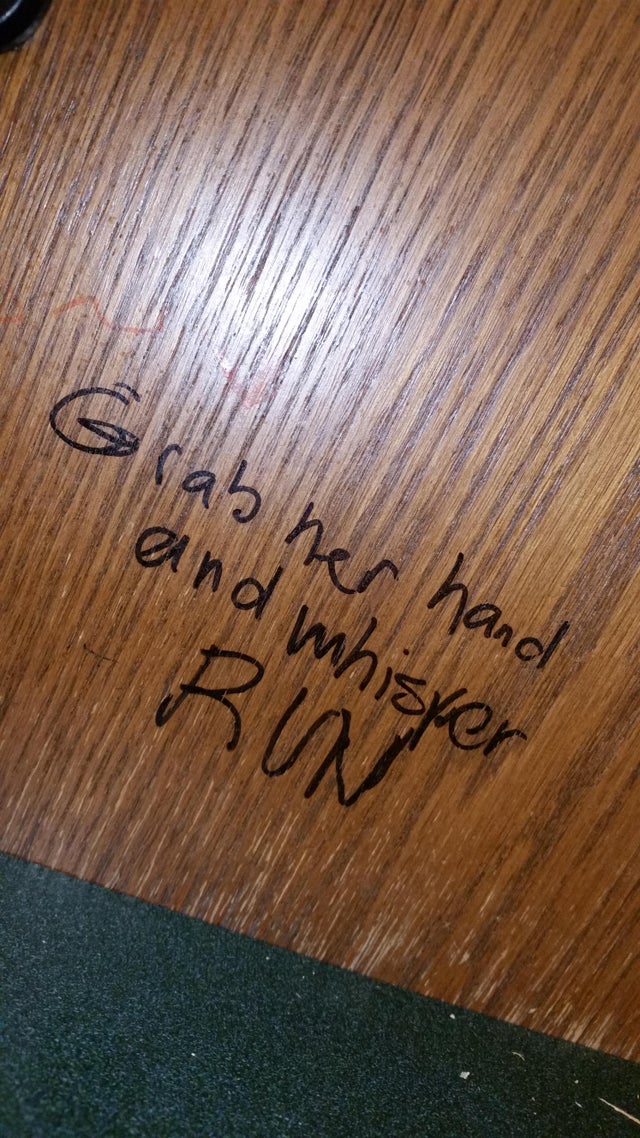 Grab her hand
and whisper
RUN